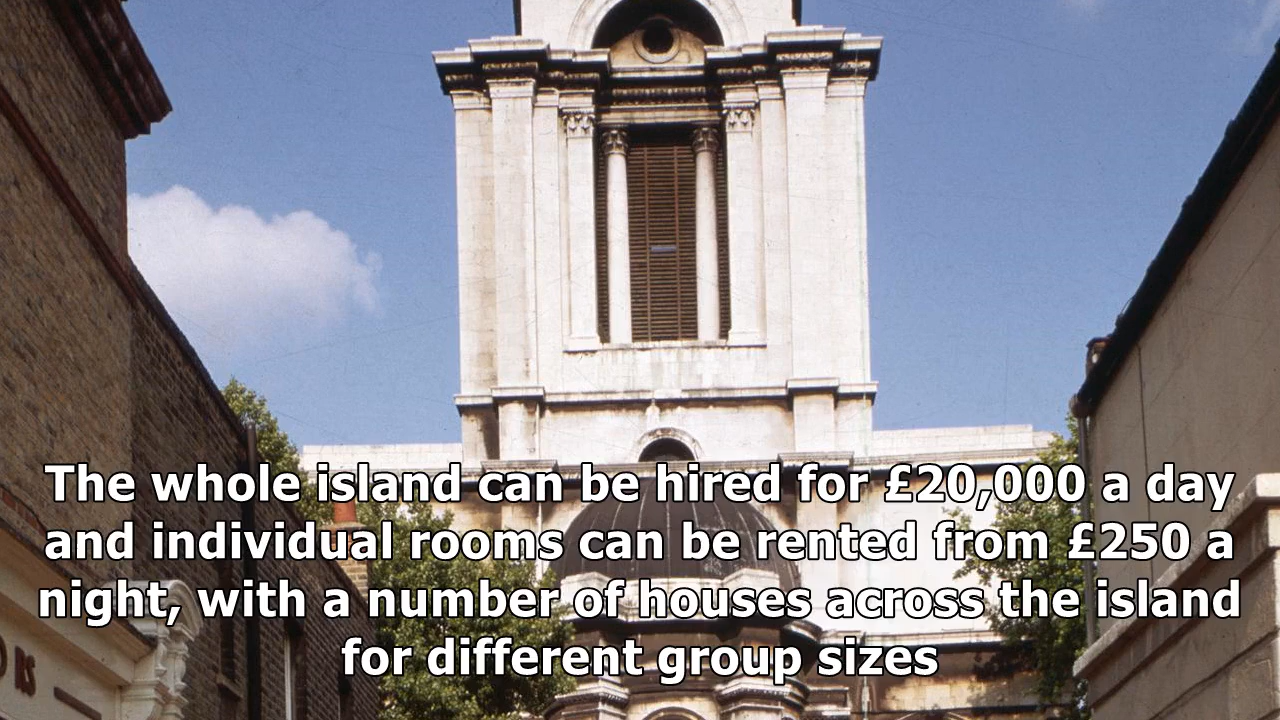 The whole island can be hired for £20,000 a day
and individual rooms can be rented from £250 a
night, with a number of houses across the island
for different group sizes
RS